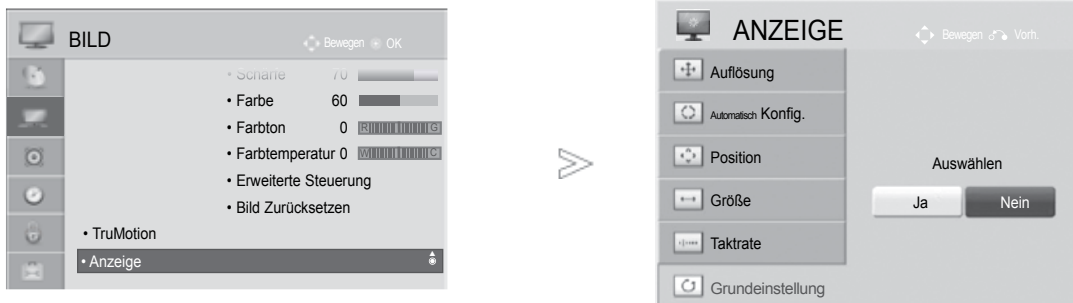 BILD
Bewegen OK
• Schärfe 70
• Farbe 60
• Farbton 0 R G
• Farbtemperatur 0 W C
• Erweiterte Steuerung
• Bild Zurücksetzen
• TruMotion
• Anzeige
ANZEIGE
Bewegen Vorh.
Auflösung
Automatisch Konfig.
Position
Größe
Taktrate
Grundeinstellung
Auswählen
Ja Nein